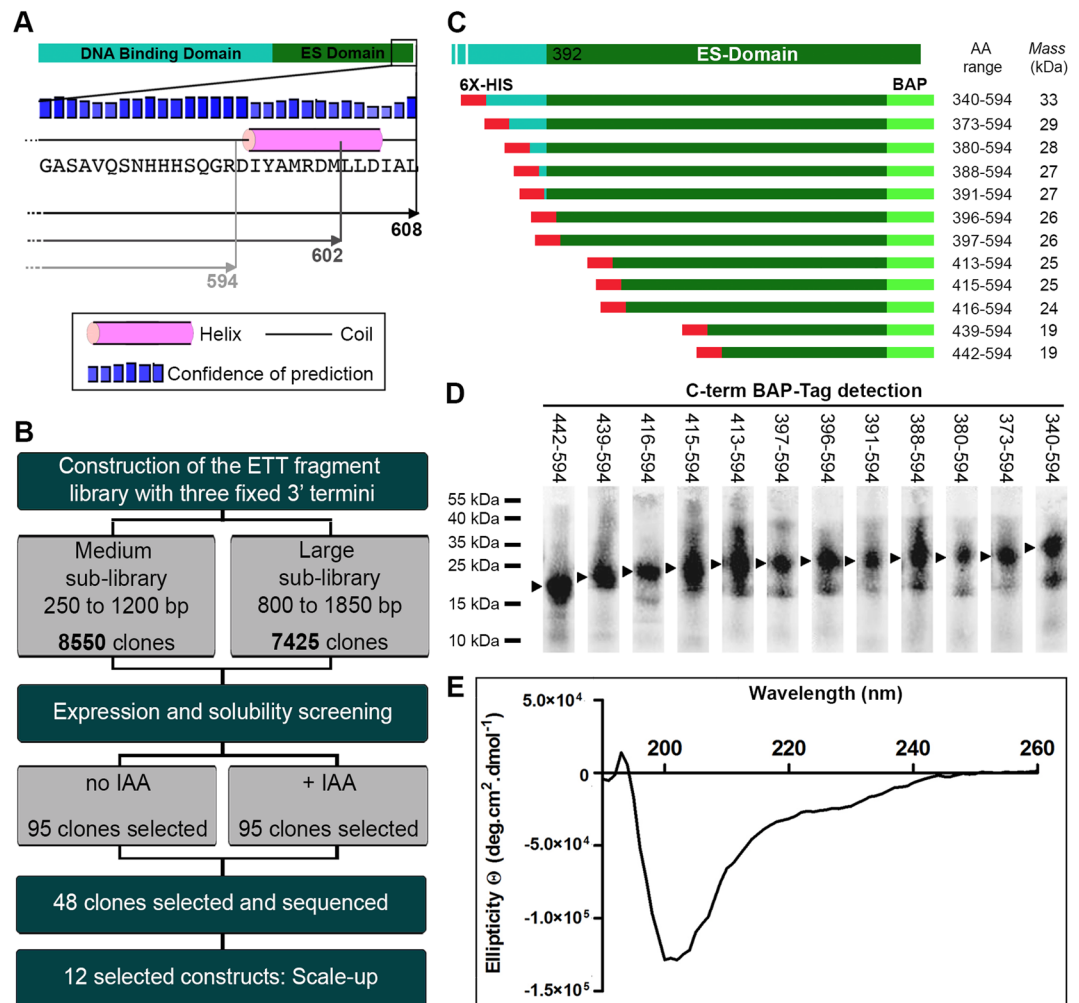 A
DNA Binding Domain
ES Domain
GASAVQSNHHHSQGRDIYAMRDMLLDIAL
608
602
594
Helix
Coil
Confidence of prediction
B
Construction of the ETT fragment
library with three fixed 3' termini
Medium
sub-library
250 to 1200 bp
8550 clones
Large
sub-library
800 to 1850 bp
7425 clones
Expression and solubility screening
no IAA
95 clones selected
+ IAA
95 clones selected
48 clones selected and sequenced
12 selected constructs: Scale-up
C
392
ES-Domain
AA
range
Mass
(kDa)
6X-HIS
BAP
340-594 33
373-594 29
380-594 28
388-594 27
391-594 27
396-594 26
397-594 26
413-594 25
415-594 25
416-594 24
439-594 19
442-594 19
D
C-term BAP-Tag detection
442-594
439-594
416-594
415-594
413-594
397-594
396-594
391-594
388-594
380-594
373-594
340-594
55 kDa
40 kDa
35 kDa
25 kDa
15 kDa
10 kDa
E
Wavelength (nm)
200 220 240 260
Ellipticity Θ (deg.cm².dmol⁻¹)
5.0×10⁴
0
-5.0×10⁴
-1.0×10⁵
-1.5×10⁵